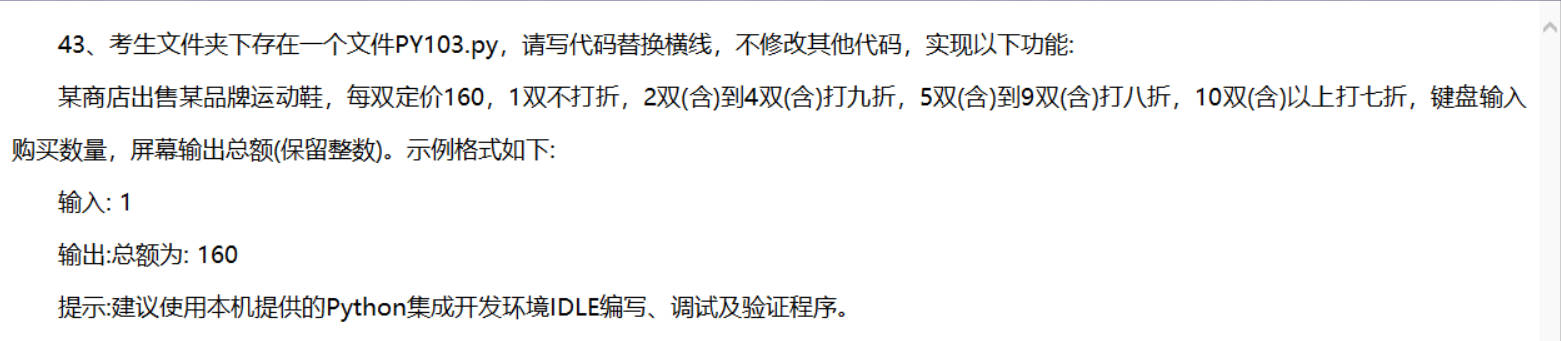 43、考生文件夹下存在一个文件PY103.py，请写代码替换横线，不修改其他代码，实现以下功能:
某商店出售某品牌运动鞋，每双定价160，1双不打折，2双(含)到4双(含)打九折，5双(含)到9双(含)打八折，10双(含)以上打七折，键盘输入
购买数量，屏幕输出总额(保留整数)。示例格式如下:
输入: 1
输出:总额为: 160
提示:建议使用本机提供的Python集成开发环境IDLE编写、调试及验证程序。